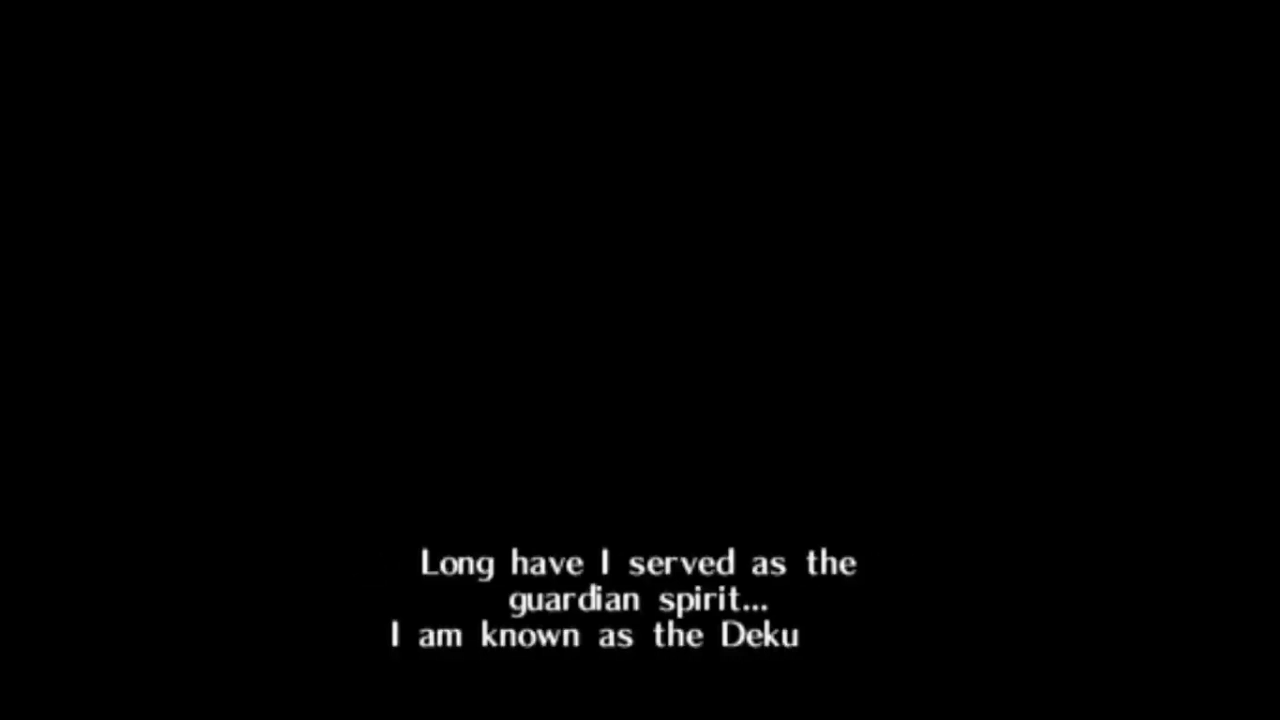 Long have I served as the
guardian spirit...
I am known as the Deku